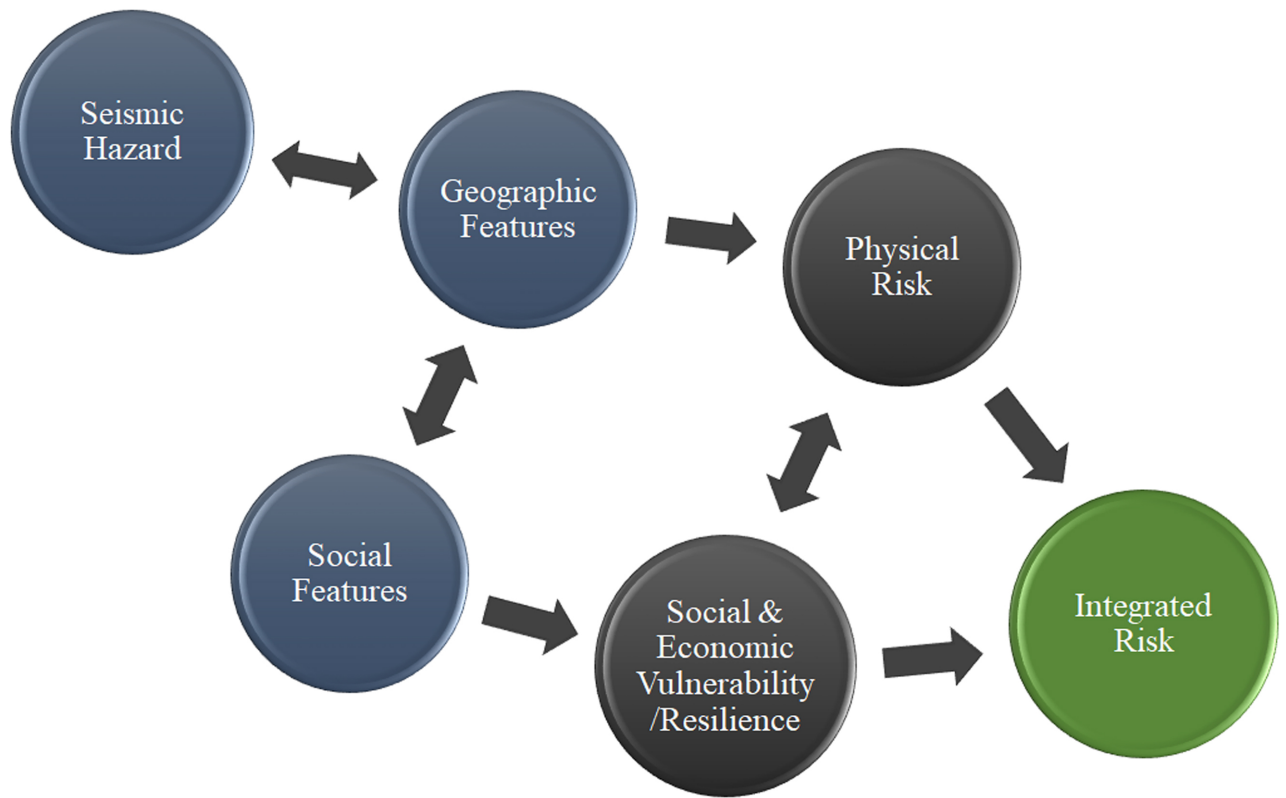 Seismic
Hazard
Geographic
Features
Physical
Risk
Social
Features
Social &
Economic
Vulnerability
/Resilience
Integrated
Risk